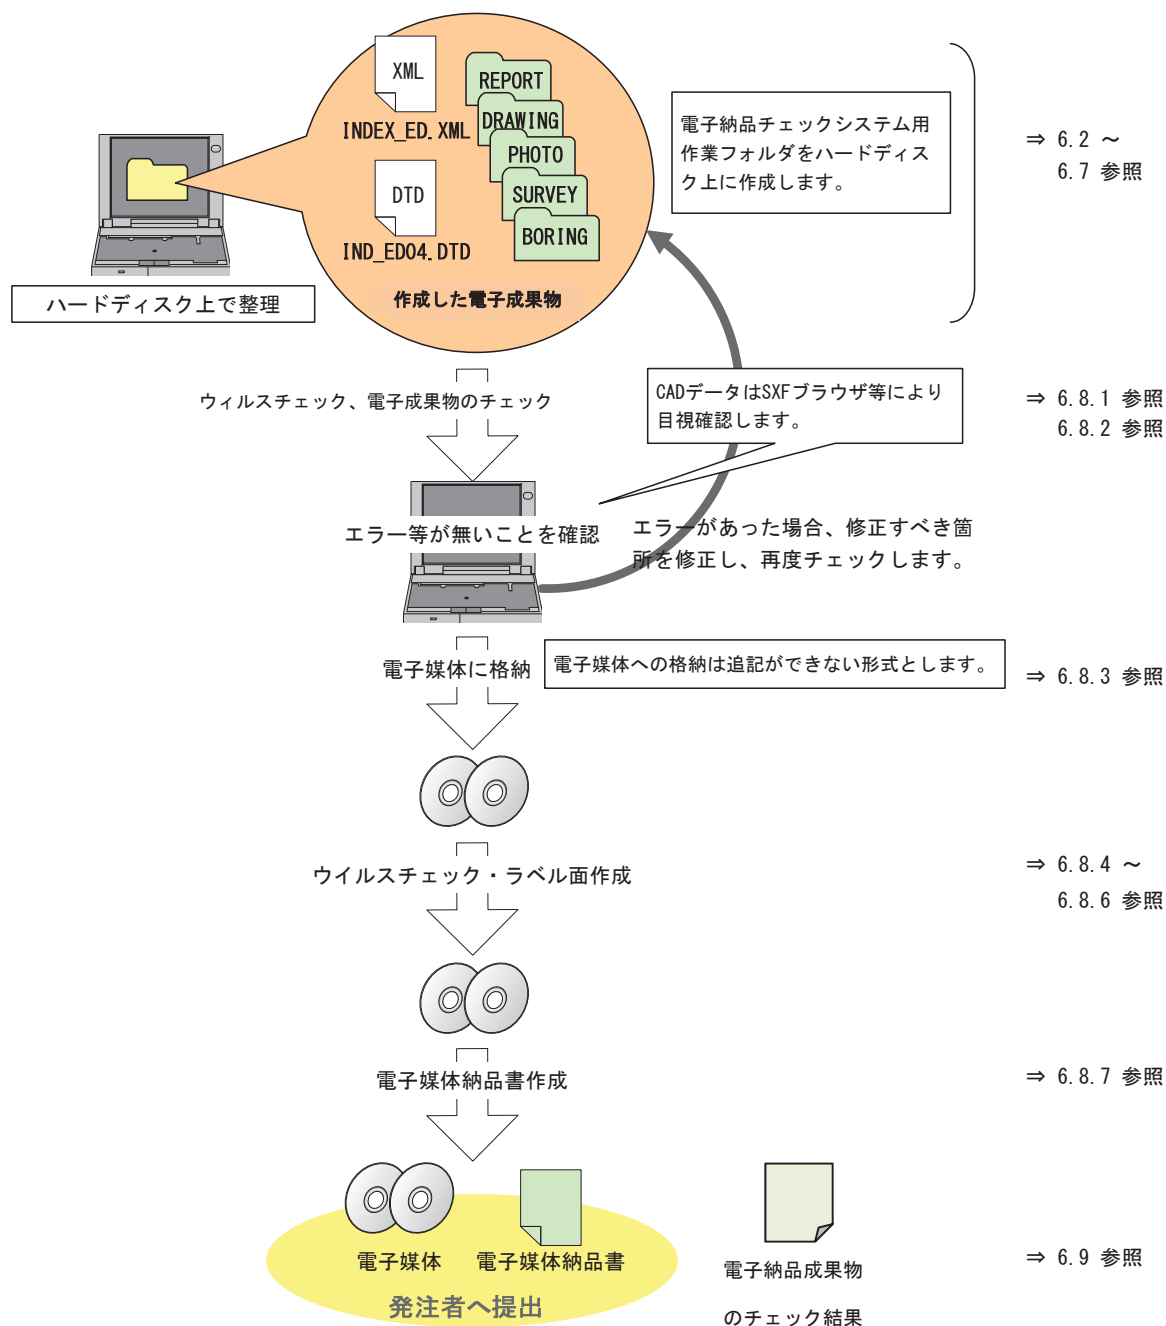 XML
INDEX_ED.XML
DTD
IND_ED04.DTD
REPORT
DRAWING
PHOTO
SURVEY
BORING
作成した電子成果物
ハードディスク上で整理
電子納品チェックシステム用
作業フォルダをハードディス
ク上に作成します。
⇒ 6.2 ～
6.7 参照
ウィルスチェック、電子成果物のチェック
CADデータはSXFブラウザ等により
目視確認します。
⇒ 6.8.1 参照
6.8.2 参照
エラー等が無いことを確認
エラーがあった場合、修正すべき箇
所を修正し、再度チェックします。
電子媒体に格納
電子媒体への格納は追記ができない形式とします。
⇒ 6.8.3 参照
ウイルスチェック・ラベル面作成
⇒ 6.8.4 ～
6.8.6 参照
電子媒体納品書作成
⇒ 6.8.7 参照
電子媒体
電子媒体納品書
発注者へ提出
電子納品成果物
のチェック結果
⇒ 6.9 参照